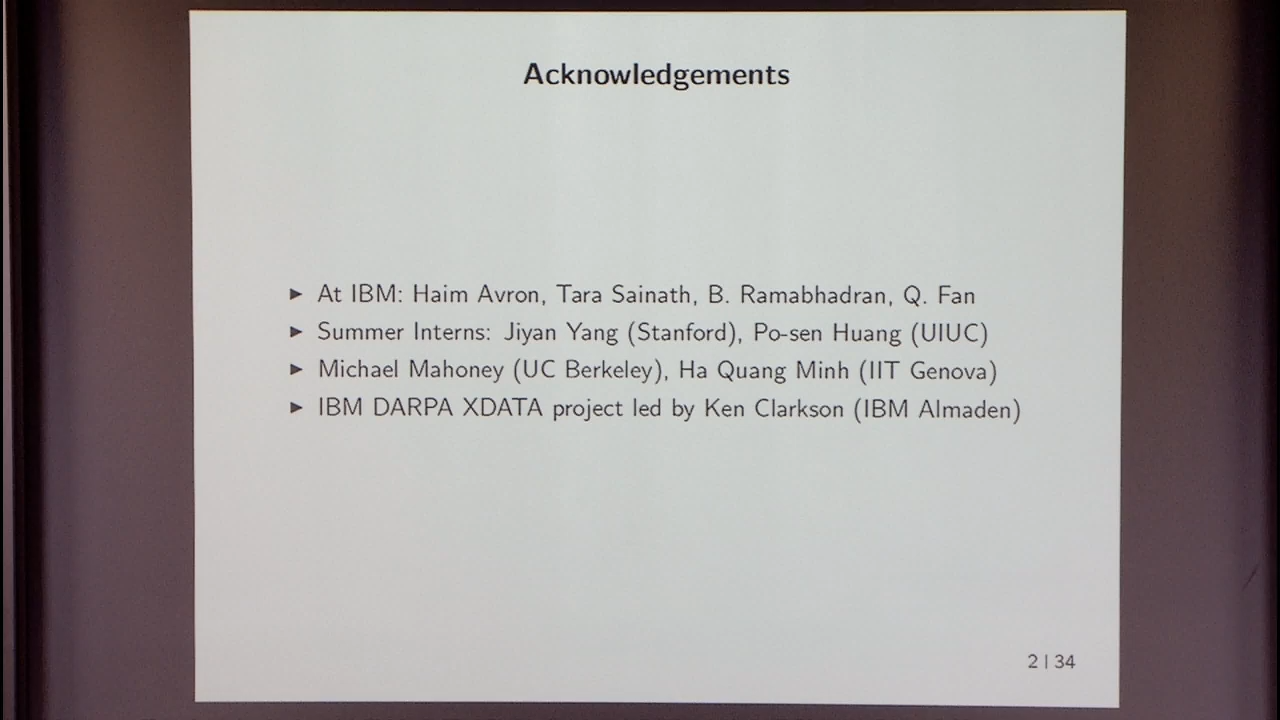 Acknowledgements
► At IBM: Haim Avron, Tara Sainath, B. Ramabhadran, Q. Fan
► Summer Interns: Jiyan Yang (Stanford), Po-sen Huang (UIUC)
► Michael Mahoney (UC Berkeley), Ha Quang Minh (IIT Genova)
► IBM DARPA XDATA project led by Ken Clarkson (IBM Almaden)
2 | 34